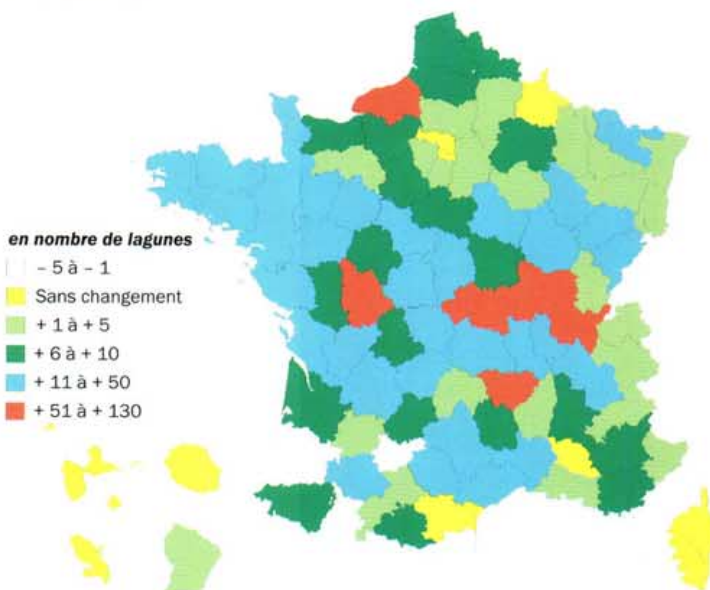 en nombre de lagunes
– 5 à – 1
Sans changement
+ 1 à + 5
+ 6 à + 10
+ 11 à + 50
+ 51 à + 130